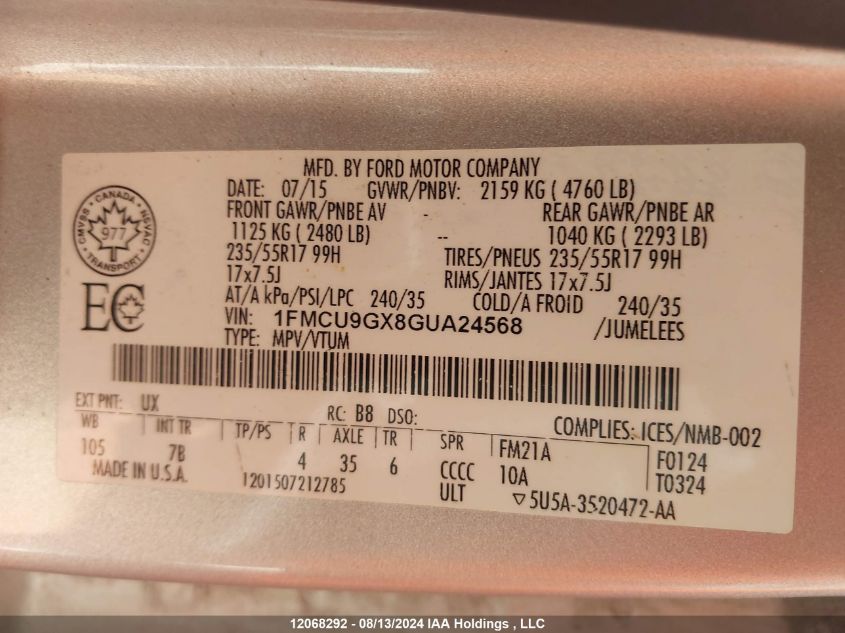 MFD. BY FORD MOTOR COMPANY
DATE: 07/15 GVWR/PNBV: 2159 KG ( 4760 LB)
FRONT GAWR/PNBE AV - REAR GAWR/PNBE AR
1125 KG ( 2480 LB) -- 1040 KG ( 2293 LB)
235/55R17 99H TIRES/PNEUS 235/55R17 99H
17x7.5J RIMS/JANTES 17x7.5J
AT/A kPa/PSI/LPC 240/35 COLD/A FROID 240/35
VIN: 1FMCU9GX8GUA24568 /JUMELEES
TYPE: MPV/VTUM
CANADA
CMVSS NSVAC
977
TRANSPORT
EC
EXT PNT: UX RC: B8 DSO: COMPLIES: ICES/NMB-002
WB INT TR TP/PS R AXLE TR SPR FM21A F0124
105 7B 4 35 6 CCCC 10A T0324
MADE IN U.S.A. 1201507212785 ULT ▽5U5A-3520472-AA
12068292 - 08/13/2024 IAA Holdings , LLC